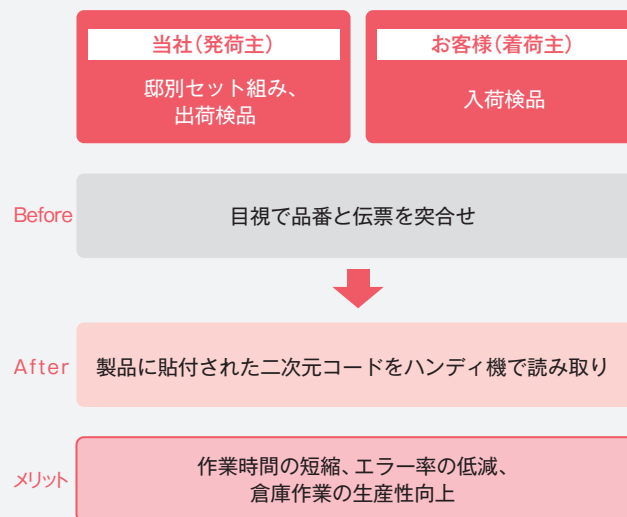 当社(発荷主)
邸別セット組み、
出荷検品
お客様(着荷主)
入荷検品
Before
目視で品番と伝票を突合せ
After
製品に貼付された二次元コードをハンディ機で読み取り
メリット
作業時間の短縮、エラー率の低減、
倉庫作業の生産性向上